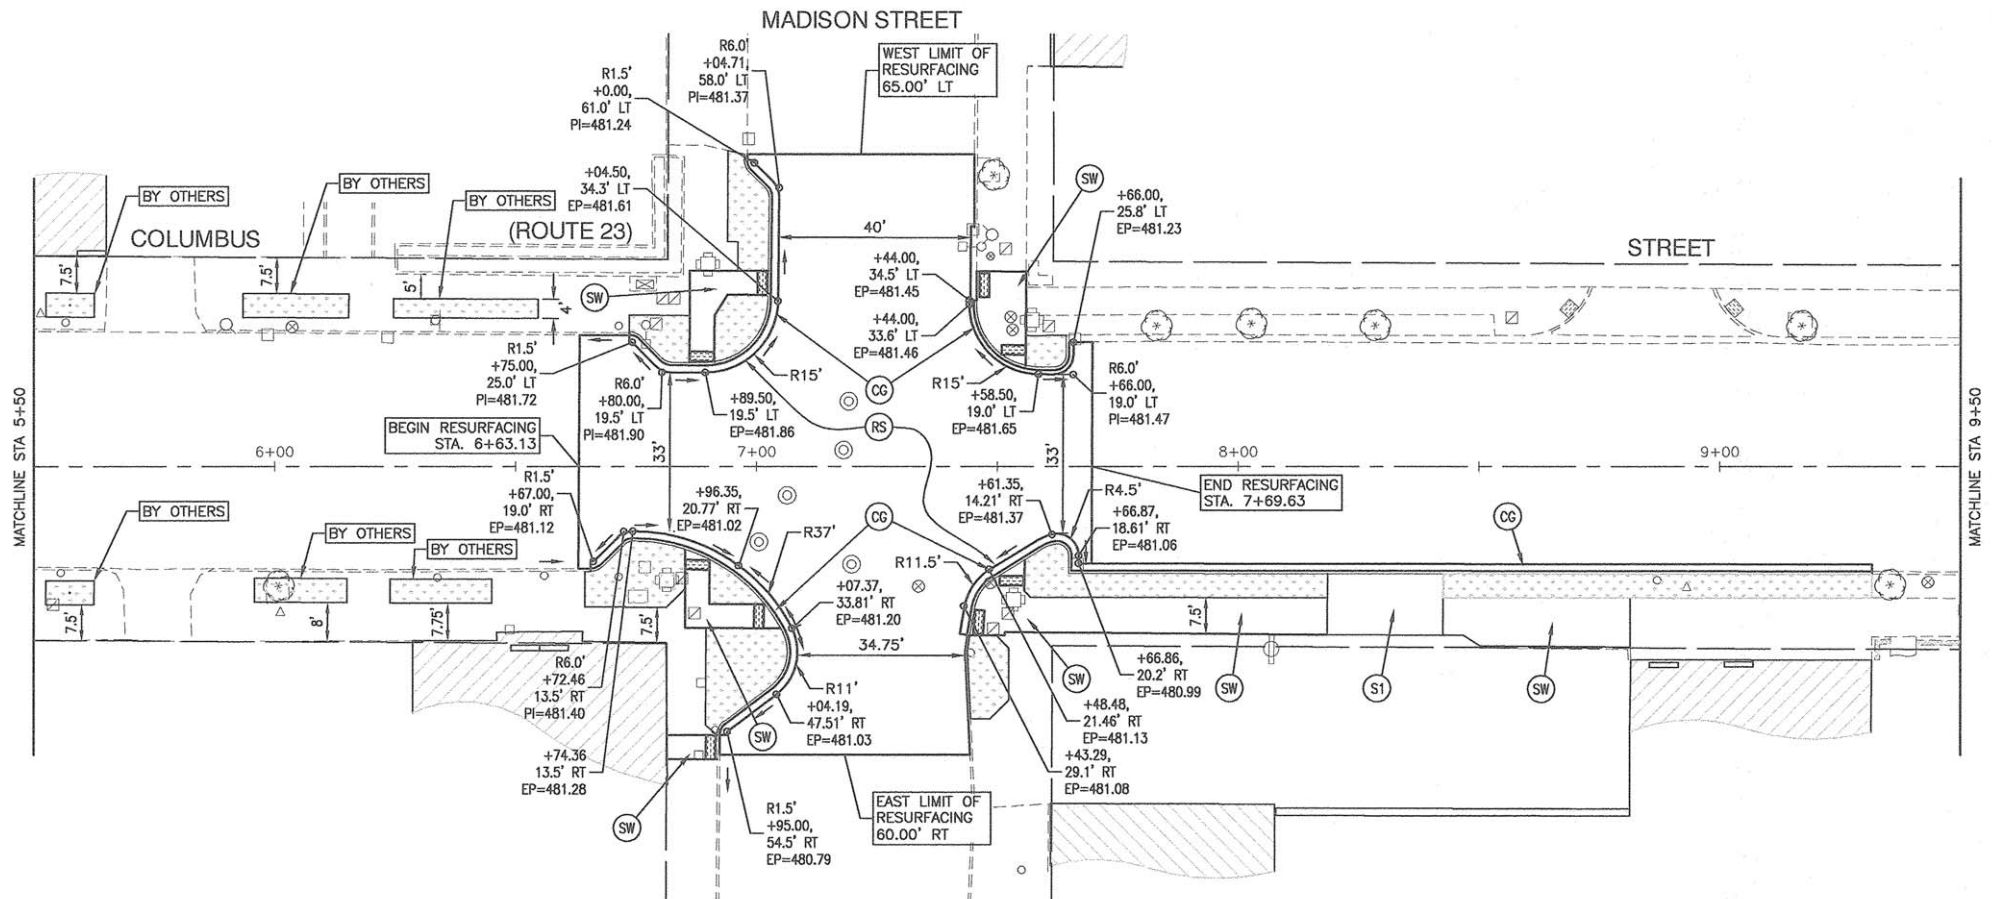 MADISON STREET
R6.0'
+04.71,
58.0' LT
PI=481.37
WEST LIMIT OF
RESURFACING
65.00' LT
R1.5'
+0.00,
61.0' LT
PI=481.24
+04.50,
34.3' LT
EP=481.61
BY OTHERS
BY OTHERS
BY OTHERS
COLUMBUS
(ROUTE 23)
STREET
SW
+66.00,
25.8' LT
EP=481.23
40'
7.5'
7.5'
5'
4'
SW
+44.00,
34.5' LT
EP=481.45
+44.00,
33.6' LT
EP=481.46
R1.5'
+75.00,
25.0' LT
PI=481.72
R6.0'
+80.00,
19.5' LT
PI=481.90
+89.50,
19.5' LT
EP=481.86
R15'
CG
RS
R15'
+58.50,
19.0' LT
EP=481.65
R6.0'
+66.00,
19.0' LT
PI=481.47
MATCHLINE STA 5+50
MATCHLINE STA 9+50
BEGIN RESURFACING
STA. 6+63.13
6+00
7+00
8+00
9+00
33'
33'
END RESURFACING
STA. 7+69.63
R1.5'
+67.00,
19.0' RT
EP=481.12
+96.35,
20.77' RT
EP=481.02
R37'
CG
+61.35,
14.21' RT
EP=481.37
R4.5'
+66.87,
18.61' RT
EP=481.06
CG
BY OTHERS
BY OTHERS
BY OTHERS
R11.5'
+07.37,
33.81' RT
EP=481.20
7.5'
8'
7.75'
7.5'
7.5'
34.75'
R6.0'
+72.46
13.5' RT
PI=481.40
R11'
+04.19,
47.51' RT
EP=481.03
SW
SW
+66.86,
20.2' RT
EP=480.99
SW
S1
SW
+48.48,
21.46' RT
EP=481.13
+74.36
13.5' RT
EP=481.28
+43.29,
29.1' RT
EP=481.08
SW
R1.5'
+95.00,
54.5' RT
EP=480.79
EAST LIMIT OF
RESURFACING
60.00' RT